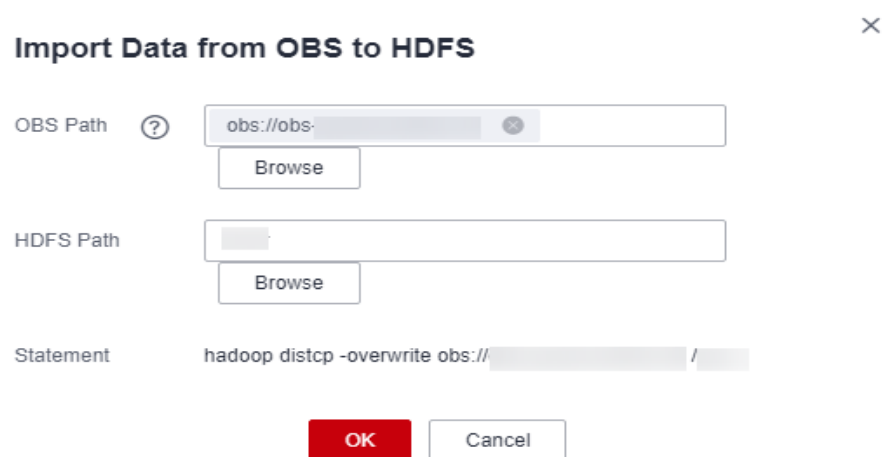 Import Data from OBS to HDFS
OBS Path ? obs://obs-
Browse
HDFS Path
Browse
Statement hadoop distcp -overwrite obs:// /
OK Cancel